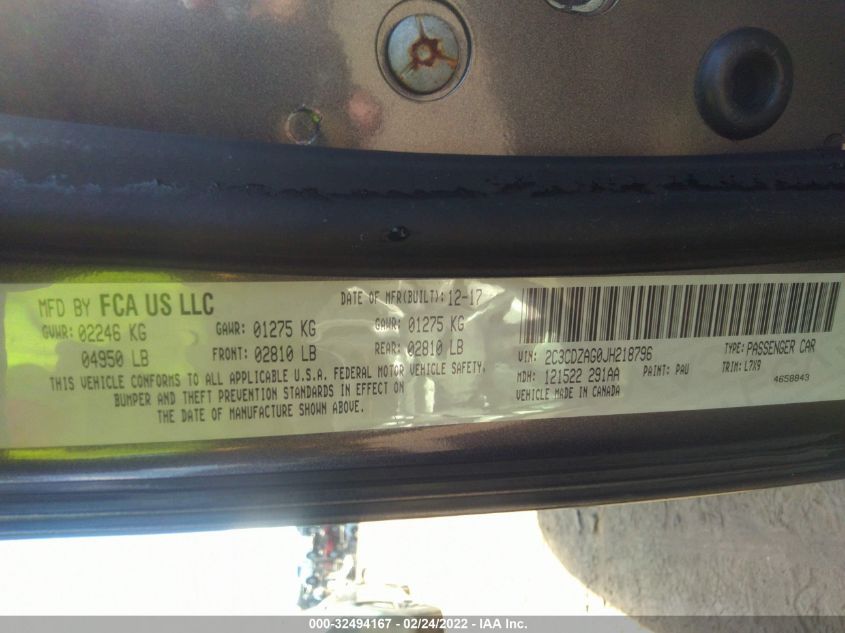 MFD BY FCA US LLC
DATE OF MFR(BUILT): 12-17
GVWR: 02246 KG
GAWR: 01275 KG
GAWR: 01275 KG
04950 LB
FRONT: 02810 LB
REAR: 02810 LB
THIS VEHICLE CONFORMS TO ALL APPLICABLE U.S.A. FEDERAL MOTOR VEHICLE SAFETY,
BUMPER AND THEFT PREVENTION STANDARDS IN EFFECT ON
THE DATE OF MANUFACTURE SHOWN ABOVE.
VIN: 2C3CDZAG0JH218796
TYPE: PASSENGER CAR
MDH: 121522 291AA
PAINT: PAU
TRIM: L7X9
VEHICLE MADE IN CANADA
4658849
000-32494167 - 02/24/2022 - IAA Inc.